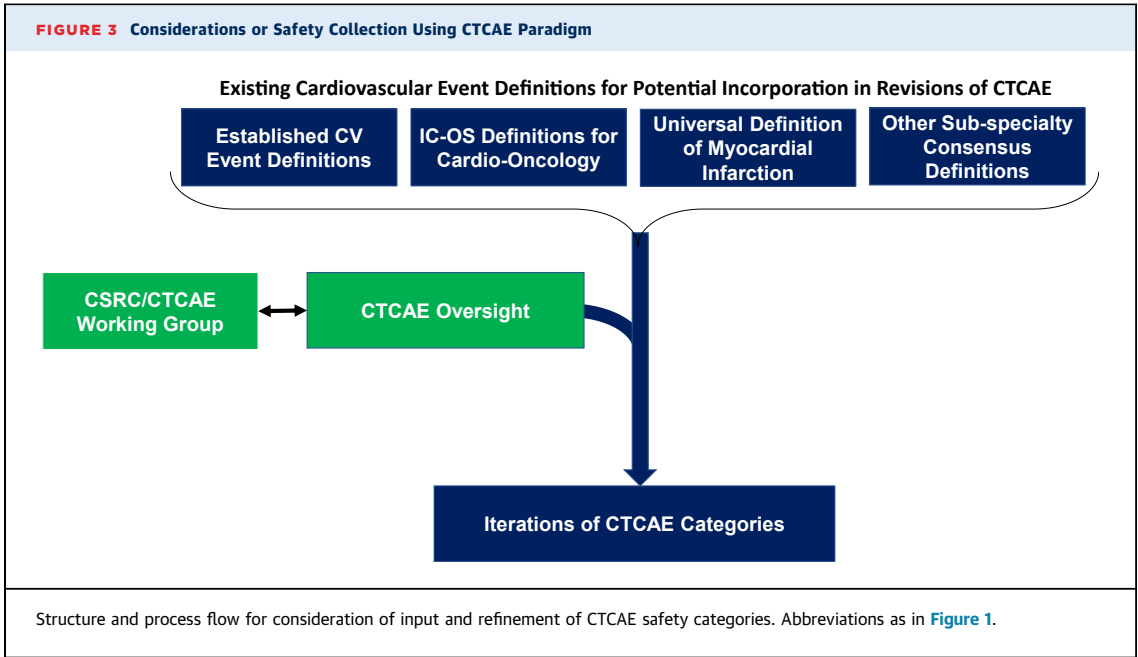 FIGURE 3 Considerations or Safety Collection Using CTCAE Paradigm
Existing Cardiovascular Event Definitions for Potential Incorporation in Revisions of CTCAE
Established CV
Event Definitions
IC-OS Definitions for
Cardio-Oncology
Universal Definition
of Myocardial
Infarction
Other Sub-specialty
Consensus
Definitions
CSRC/CTCAE
Working Group
CTCAE Oversight
Iterations of CTCAE Categories
Structure and process flow for consideration of input and refinement of CTCAE safety categories. Abbreviations as in Figure 1.